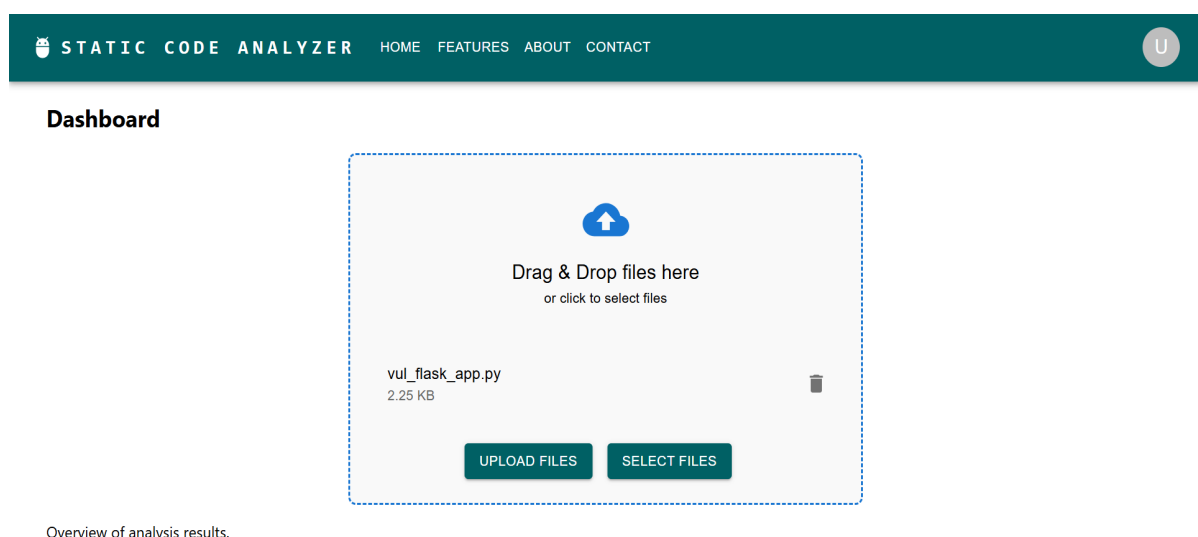 STATIC CODE ANALYZER HOME FEATURES ABOUT CONTACT U
Dashboard
Drag & Drop files here
or click to select files
vul_flask_app.py
2.25 KB
UPLOAD FILES SELECT FILES
Overview of analysis results.